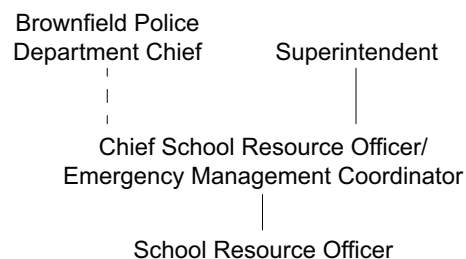 Brownfield Police
Department Chief
Superintendent
Chief School Resource Officer/
Emergency Management Coordinator
School Resource Officer